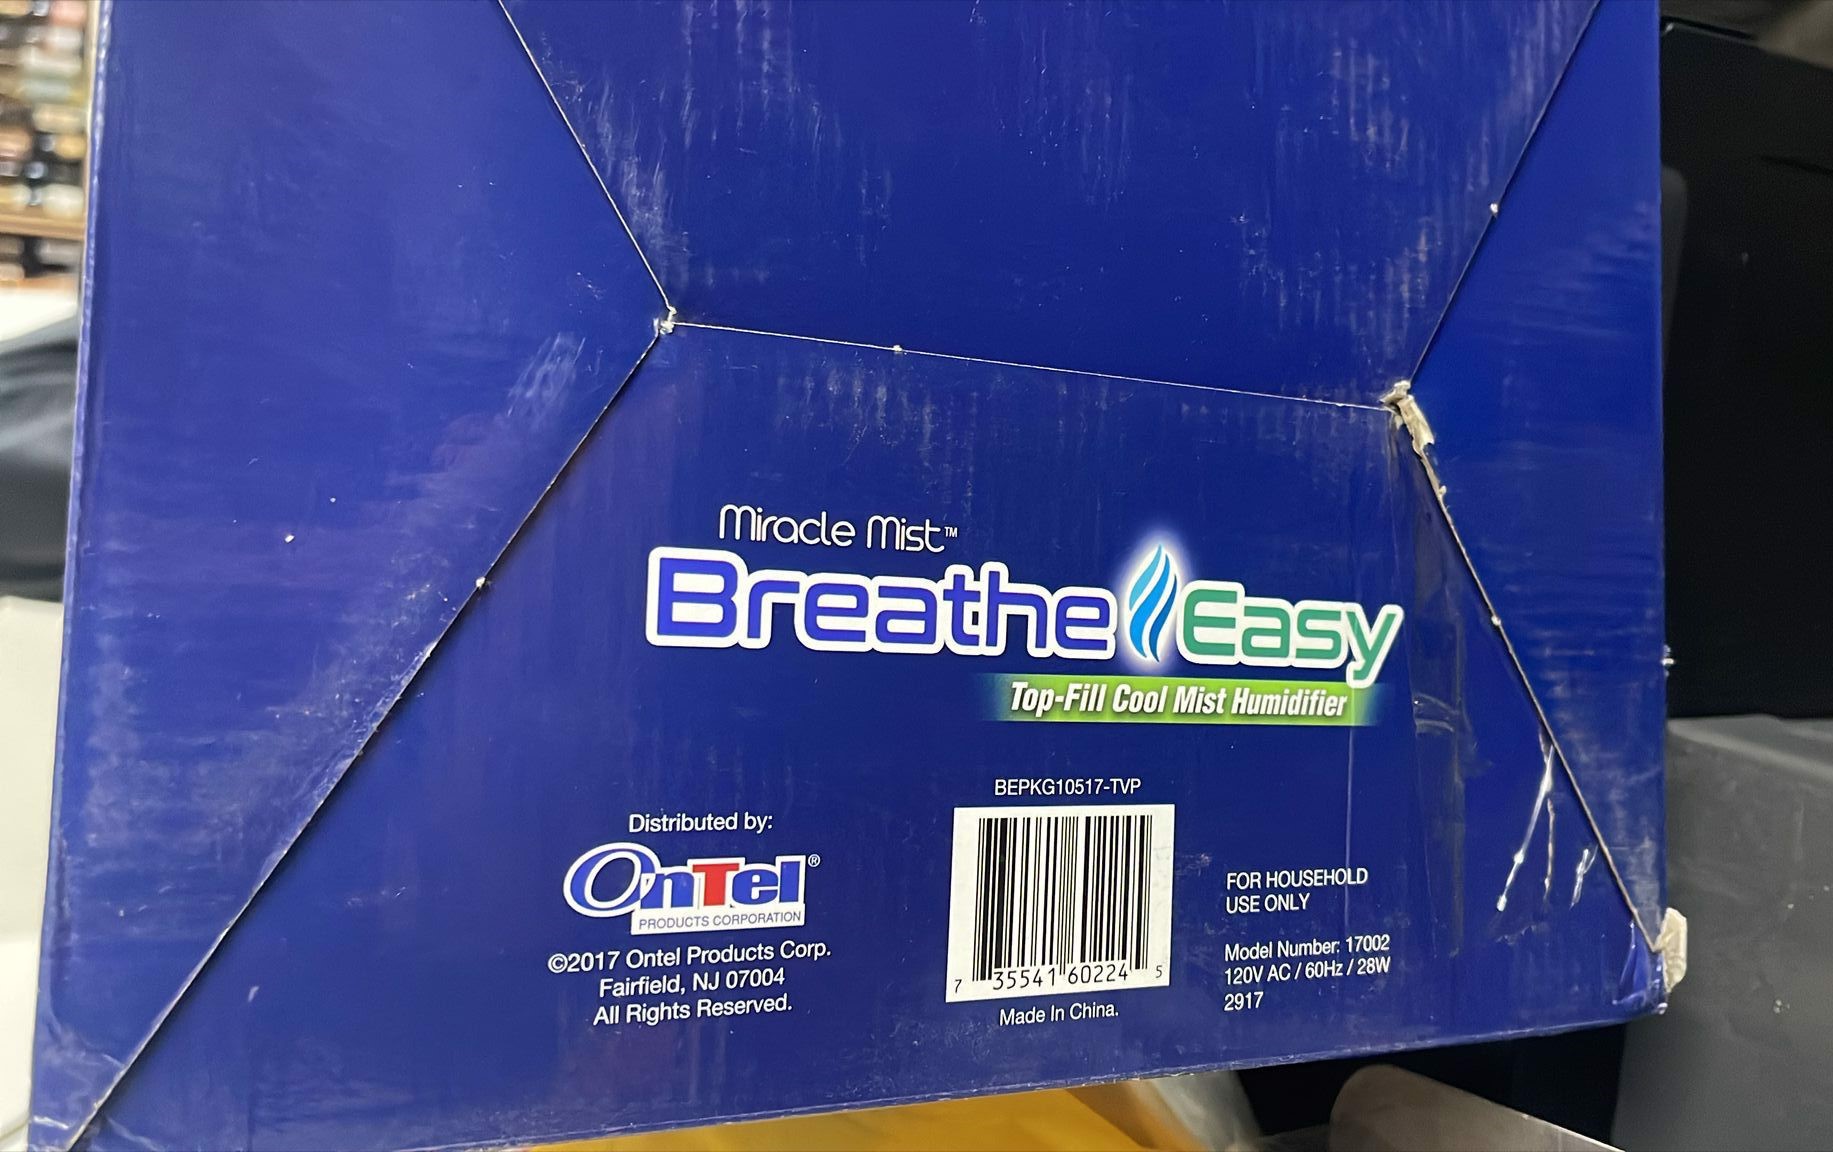 Miracle Mist™
Breathe Easy
Top-Fill Cool Mist Humidifier
BEPKG10517-TVP
Distributed by:
OnTel®
PRODUCTS CORPORATION
©2017 Ontel Products Corp.
Fairfield, NJ 07004
All Rights Reserved.
7 35541 60224 5
Made In China.
FOR HOUSEHOLD
USE ONLY
Model Number: 17002
120V AC / 60Hz / 28W
2917